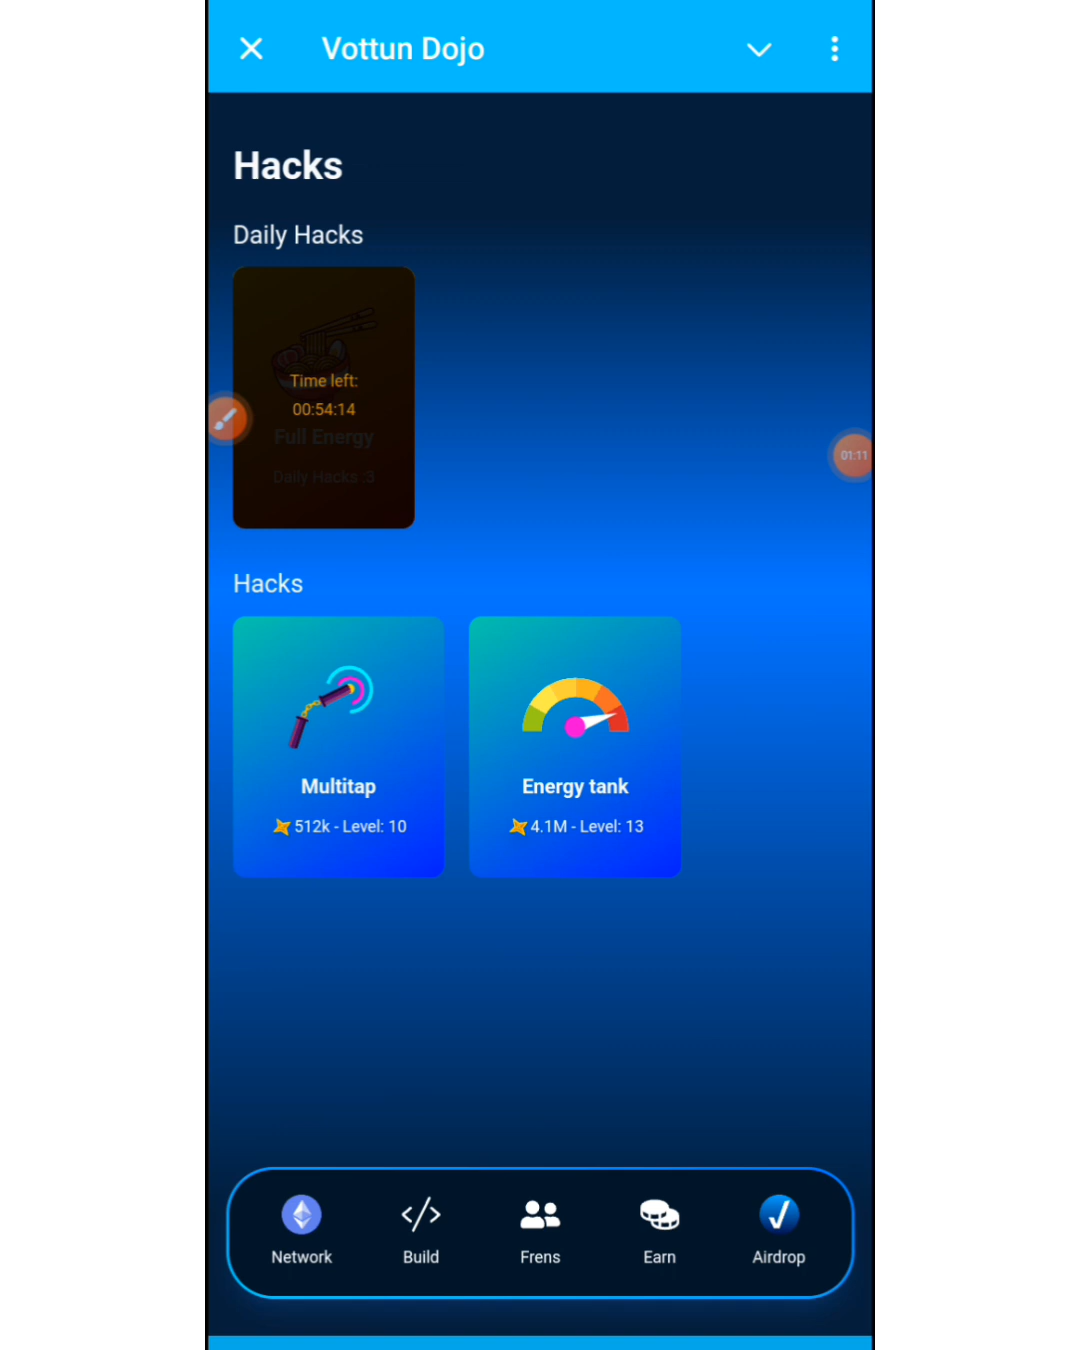 Vottun Dojo
Hacks
Daily Hacks
Time left:
00:54:14
Full Energy
Daily Hacks :3
01:11
Hacks
Multitap
512k - Level: 10
Energy tank
4.1M - Level: 13
Network
Build
Frens
Earn
Airdrop